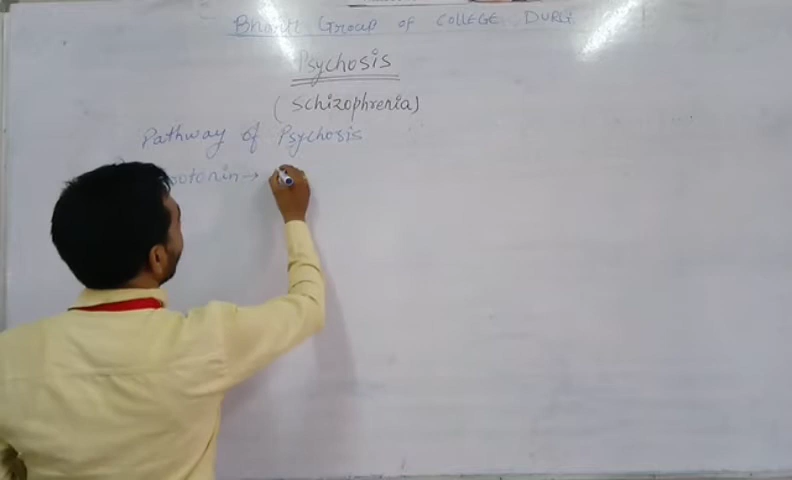 Bharti Group of COllEGE DURG
Psychosis
(Schizophrenia)
Pathway of Psychosis